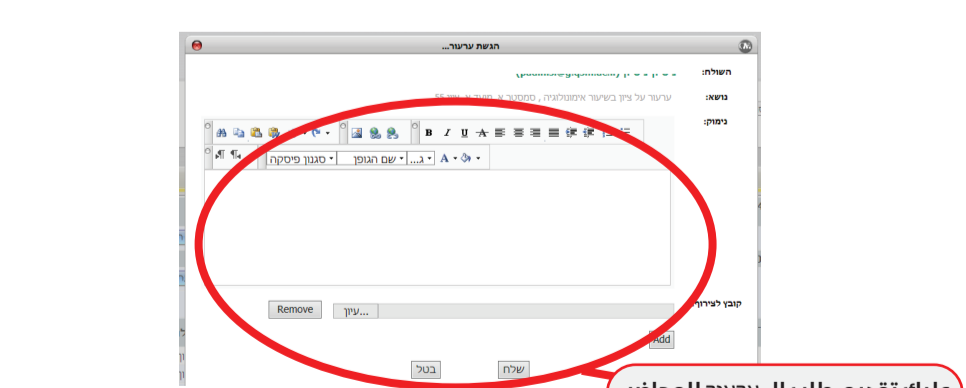 הגשת ערעור...
השולח:
נושא: ערעור על ציון בשיעור אימונולוגיה , סמסטר א, מועד א, ציון 55
נימוק:
B I U A
סגנון פיסקה שם הגופן ג... A
קובץ לצירוף
עיון... Remove
Add
שלח בטל